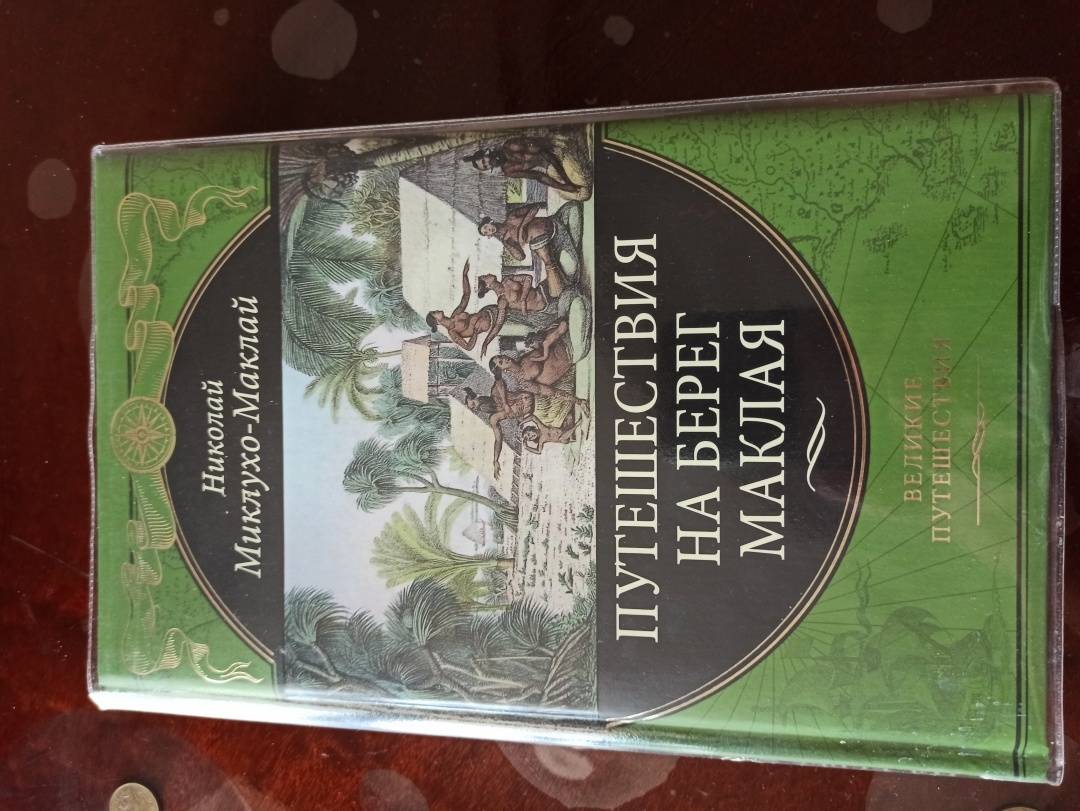 Николай
Миклухо-Маклай
ПУТЕШЕСТВИЯ
НА БЕРЕГ
МАКЛАЯ
ВЕЛИКИЕ
ПУТЕШЕСТВИЯ